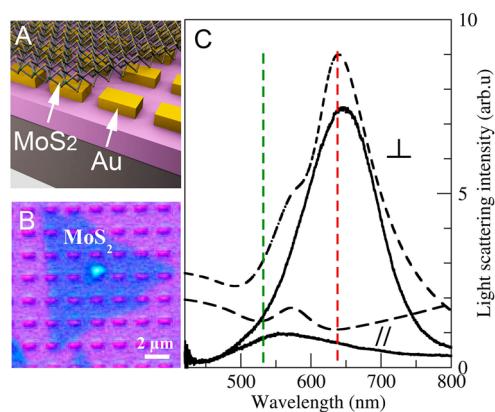 A
MoS2
Au
B
MoS2
2 µm
C
Light scattering intensity (arb.u)
10
5
0
⊥
//
500
600
700
800
Wavelength (nm)